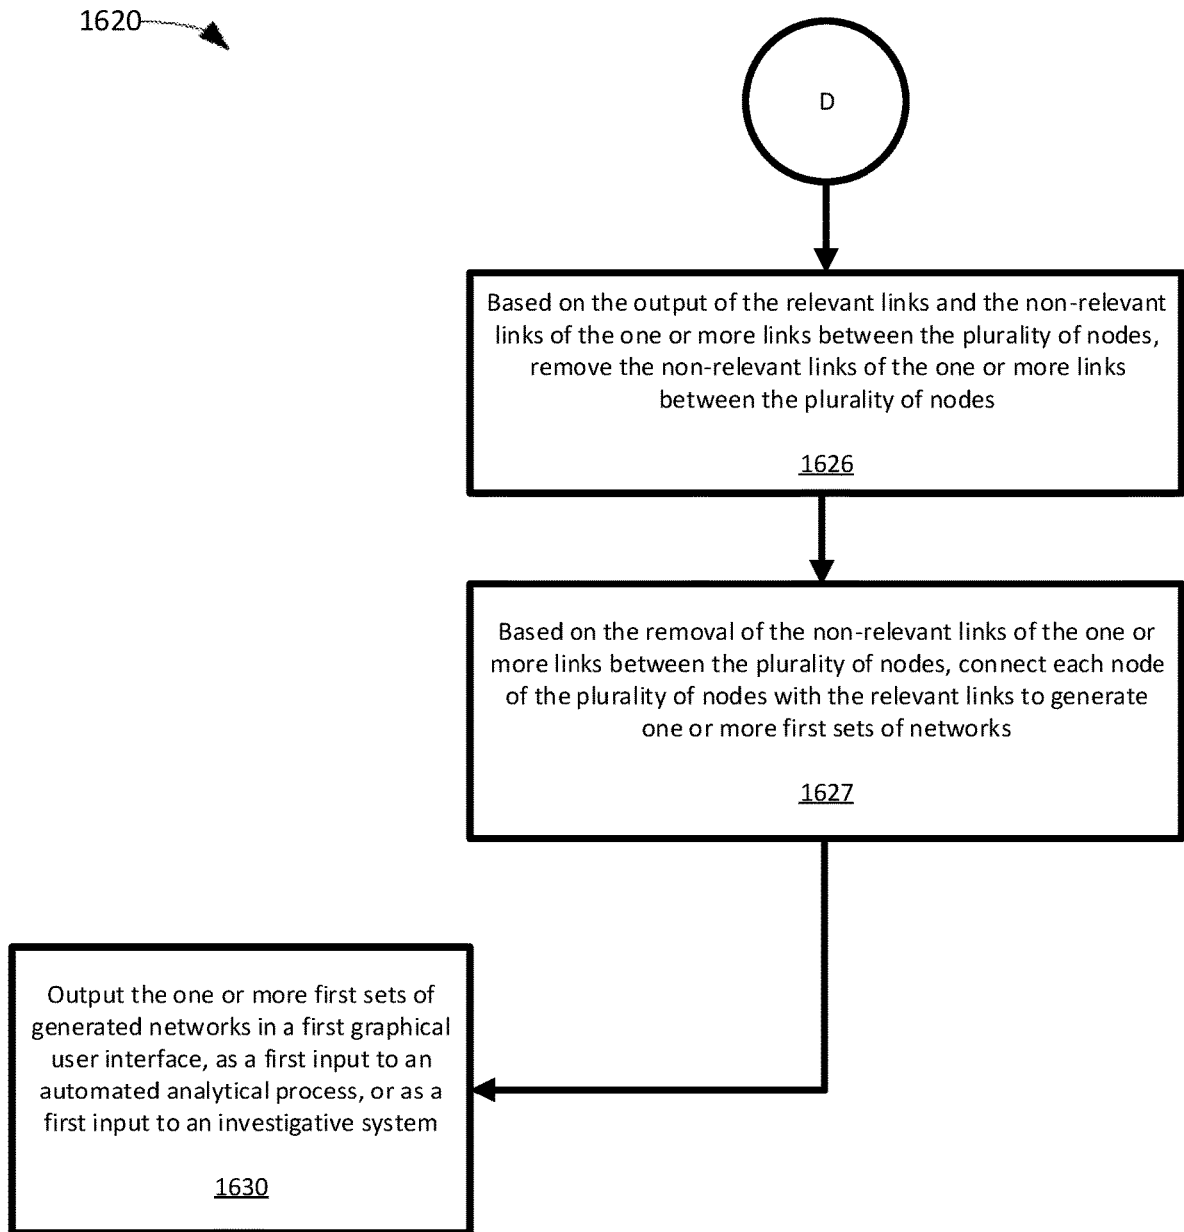 1620
D
Based on the output of the relevant links and the non-relevant
links of the one or more links between the plurality of nodes,
remove the non-relevant links of the one or more links
between the plurality of nodes
1626
Based on the removal of the non-relevant links of the one or
more links between the plurality of nodes, connect each node
of the plurality of nodes with the relevant links to generate
one or more first sets of networks
1627
Output the one or more first sets of
generated networks in a first graphical
user interface, as a first input to an
automated analytical process, or as a
first input to an investigative system
1630